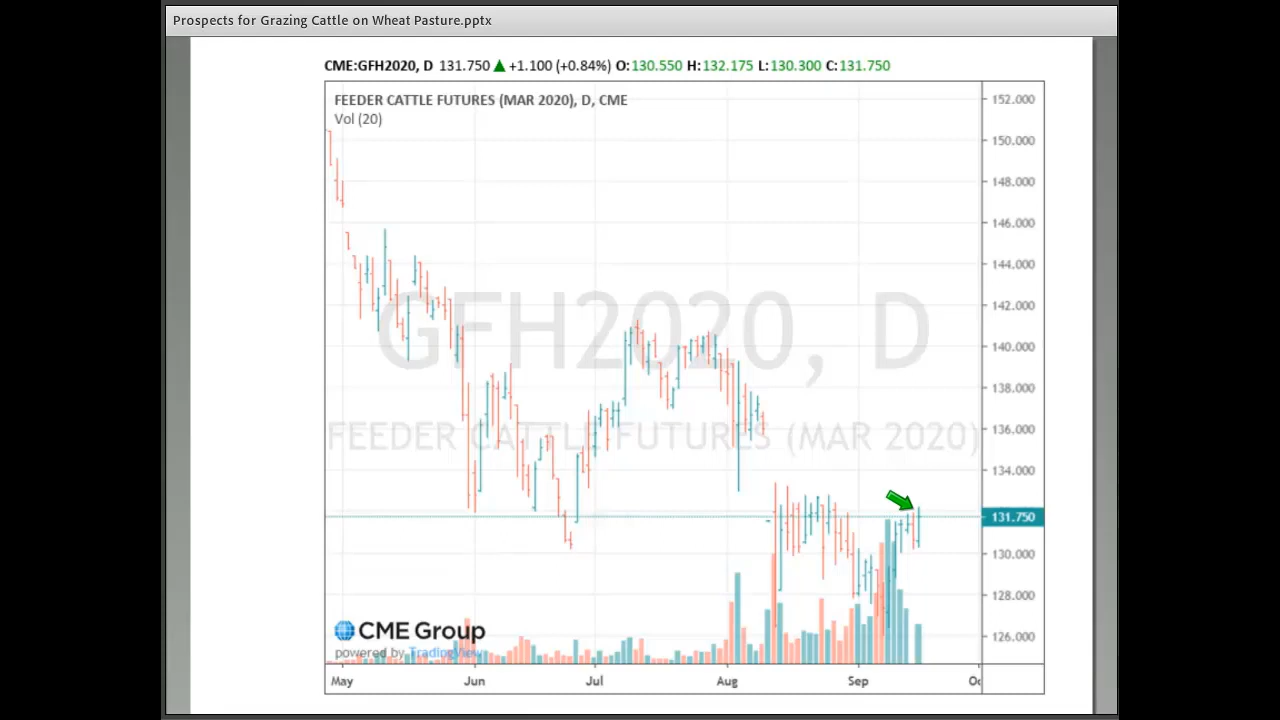 Prospects for Grazing Cattle on Wheat Pasture.pptx
CME:GFH2020, D 131.750 ▲ +1.100 (+0.84%) O:130.550 H:132.175 L:130.300 C:131.750
FEEDER CATTLE FUTURES (MAR 2020), D, CME
Vol (20)
152.000
150.000
148.000
146.000
144.000
142.000
GFH2020, D
140.000
138.000
136.000
FEEDER CATTLE FUTURES (MAR 2020)
134.000
131.750
130.000
128.000
126.000
CME Group
powered by TradingView
May Jun Jul Aug Sep Oc